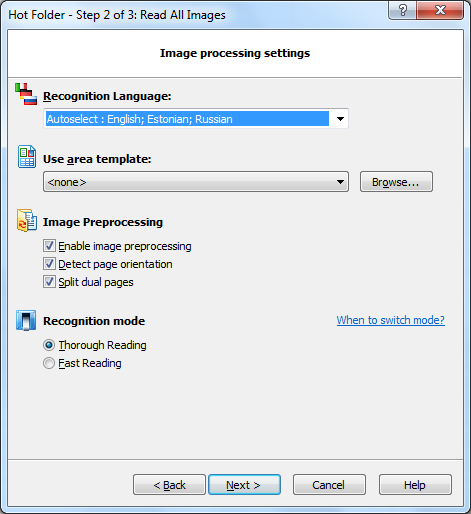 Hot Folder - Step 2 of 3: Read All Images
?
Image processing settings
Recognition Language:
Autoselect : English; Estonian; Russian
Use area template:
<none>
Browse...
Image Preprocessing
Enable image preprocessing
Detect page orientation
Split dual pages
Recognition mode
When to switch mode?
Thorough Reading
Fast Reading
< Back
Next >
Cancel
Help